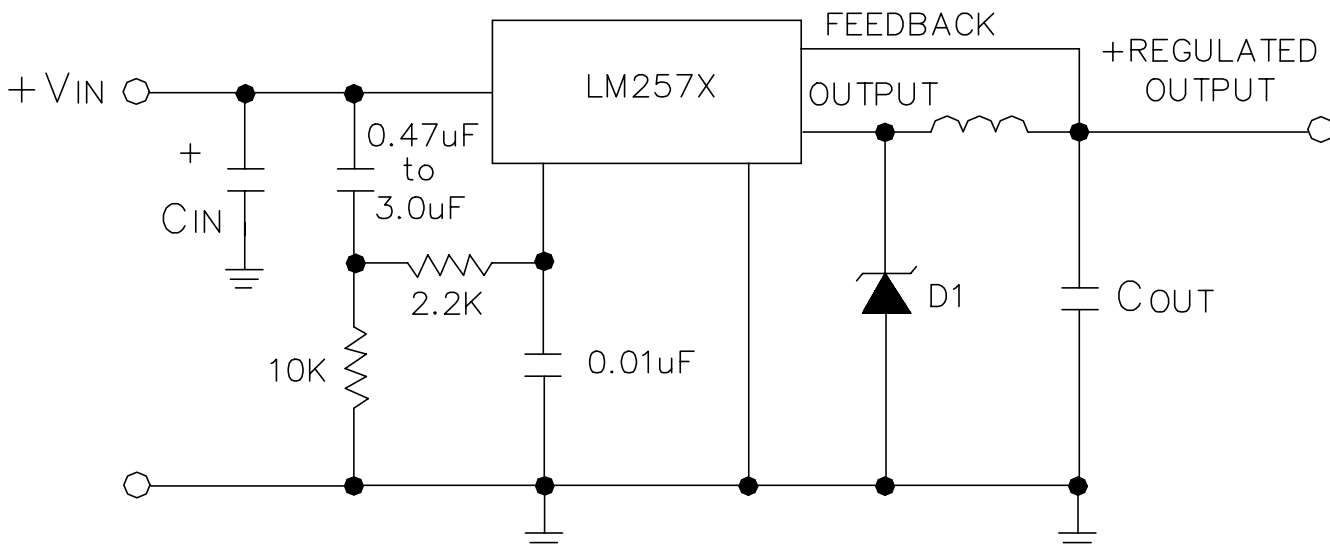 FEEDBACK
+REGULATED
OUTPUT
LM257X
+VIN
OUTPUT
0.47uF
to
3.0uF
+
CIN
2.2K
D1
COUT
10K
0.01uF